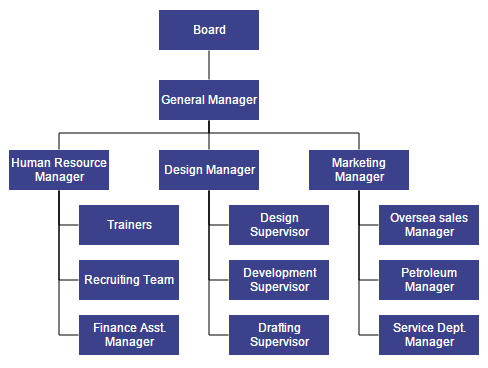 Board
General Manager
Human Resource
Manager
Design Manager
Marketing
Manager
Trainers
Design
Supervisor
Oversea sales
Manager
Recruiting Team
Development
Supervisor
Petroleum
Manager
Finance Asst.
Manager
Drafting
Supervisor
Service Dept.
Manager